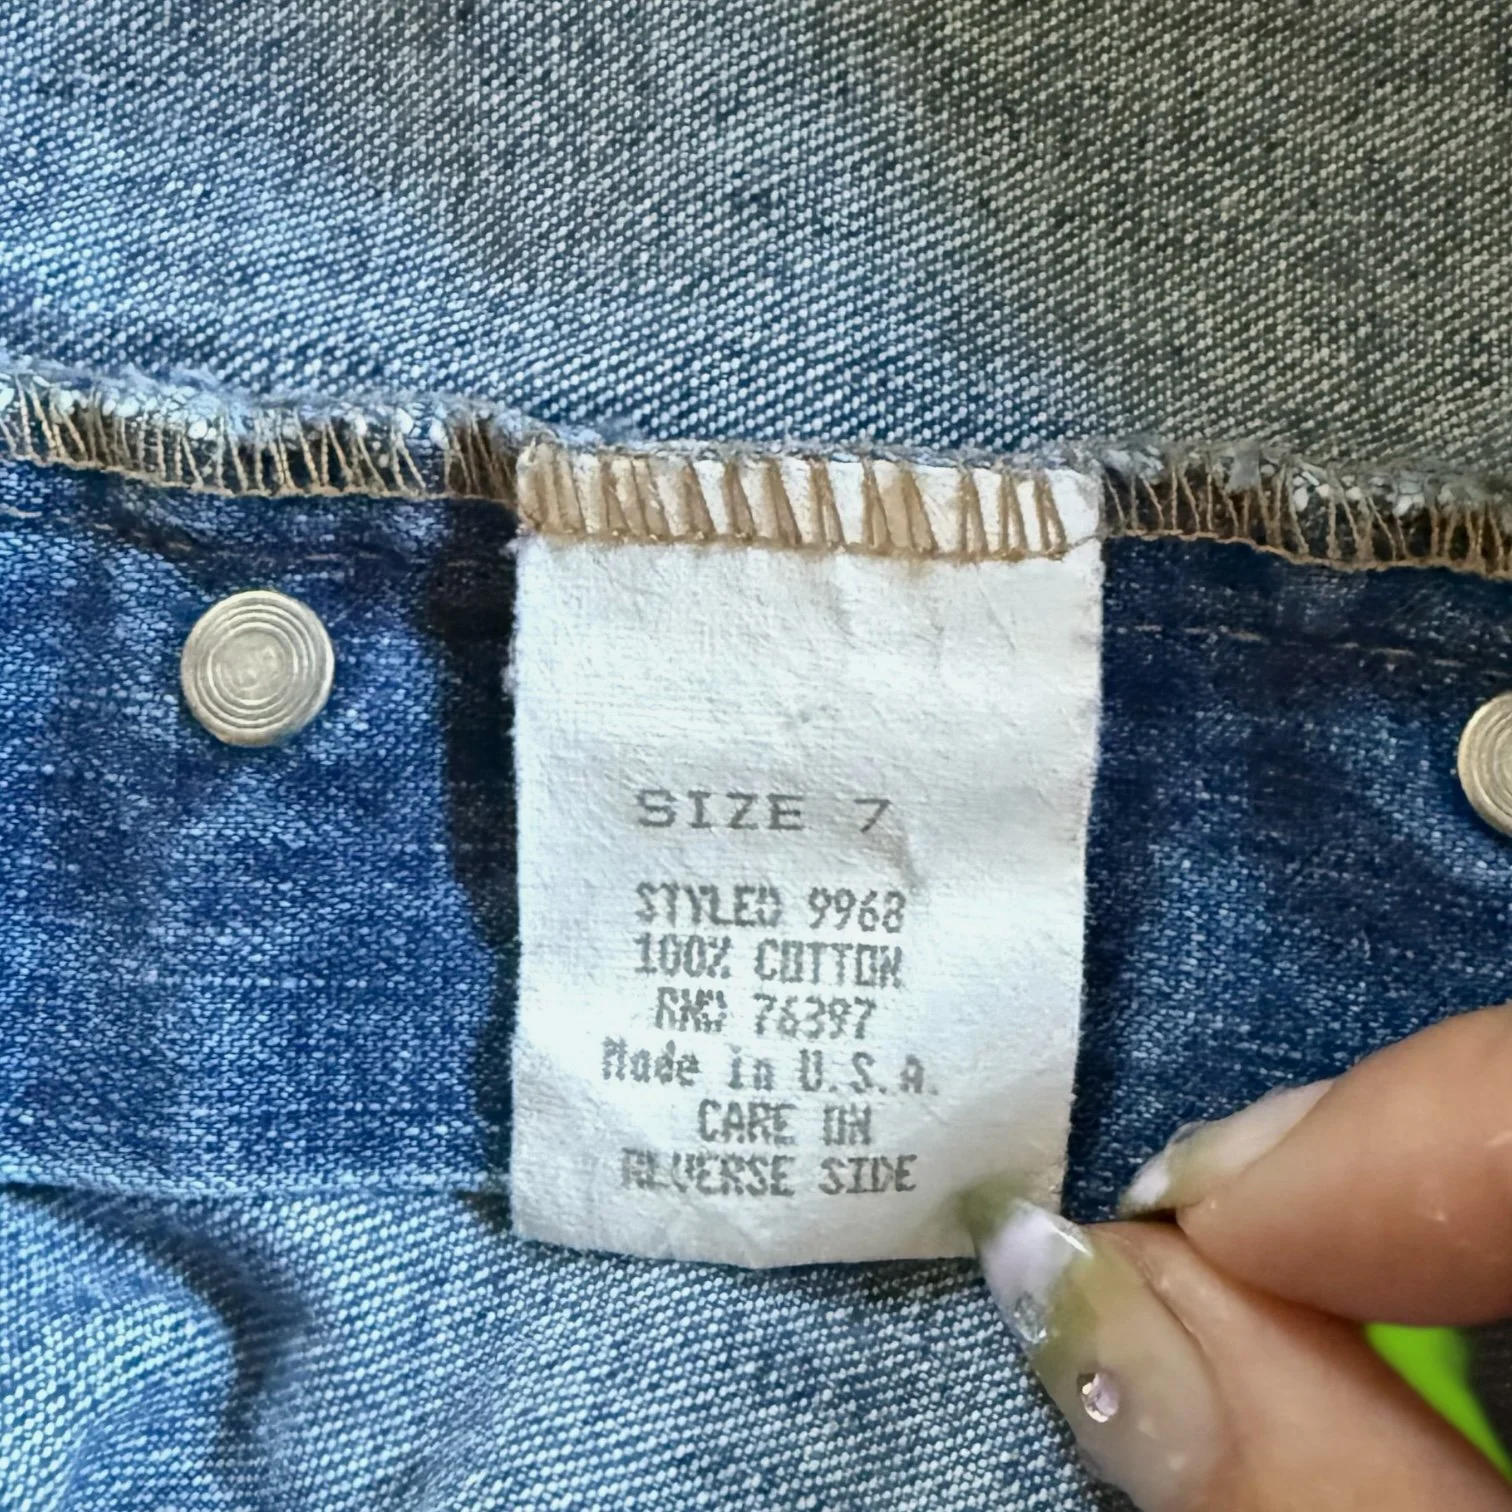 SIZE 7
STYLED 9968
100% COTTON
RN# 76397
Made in U.S.A.
CARE ON
REVERSE SIDE